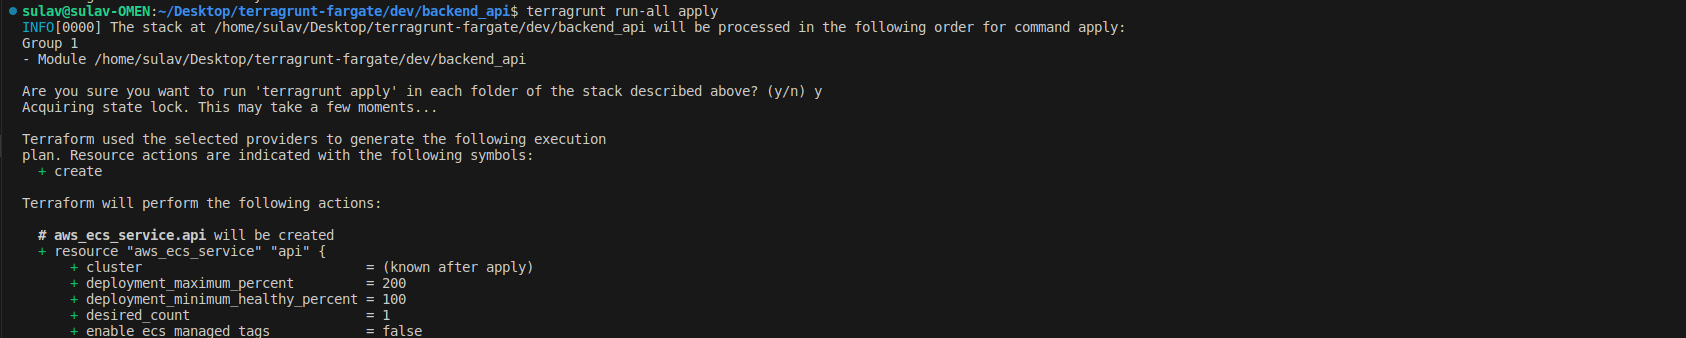 sulav@sulav-OMEN:~/Desktop/terragrunt-fargate/dev/backend_api$ terragrunt run-all apply
INFO[0000] The stack at /home/sulav/Desktop/terragrunt-fargate/dev/backend_api will be processed in the following order for command apply:
Group 1
- Module /home/sulav/Desktop/terragrunt-fargate/dev/backend_api
Are you sure you want to run 'terragrunt apply' in each folder of the stack described above? (y/n) y
Acquiring state lock. This may take a few moments...
Terraform used the selected providers to generate the following execution
plan. Resource actions are indicated with the following symbols:
+ create
Terraform will perform the following actions:
# aws_ecs_service.api will be created
+ resource "aws_ecs_service" "api" {
+ cluster = (known after apply)
+ deployment_maximum_percent = 200
+ deployment_minimum_healthy_percent = 100
+ desired_count = 1
+ enable_ecs_managed_tags = false